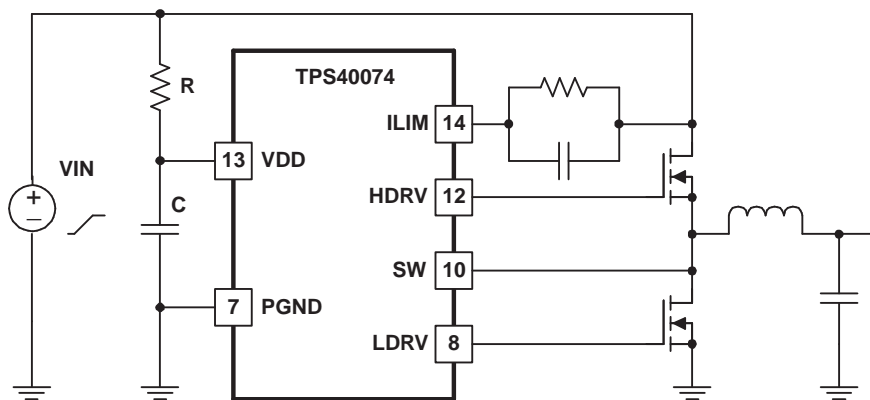 TPS40074
R
ILIM 14
13 VDD
VIN
+
–
C
HDRV 12
SW 10
7 PGND
LDRV 8